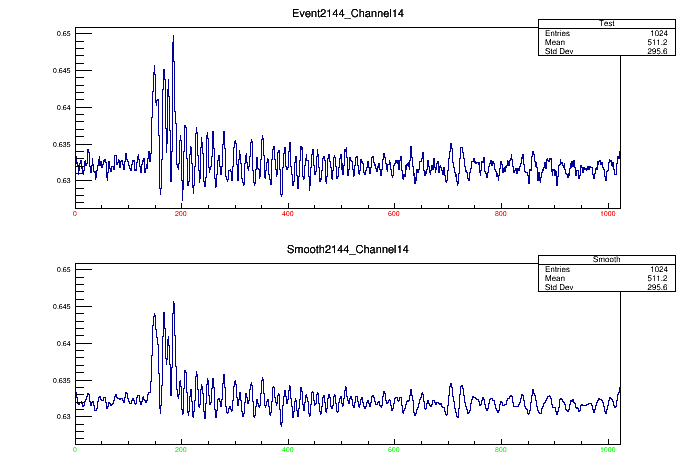 Event2144_Channel14
Test
Entries 1024
Mean 511.2
Std Dev 295.6
0.65
0.645
0.64
0.635
0.63
0 200 400 600 800 1000
Smooth2144_Channel14
Smooth
Entries 1024
Mean 511.2
Std Dev 295.6
0.65
0.645
0.64
0.635
0.63
0 200 400 600 800 1000